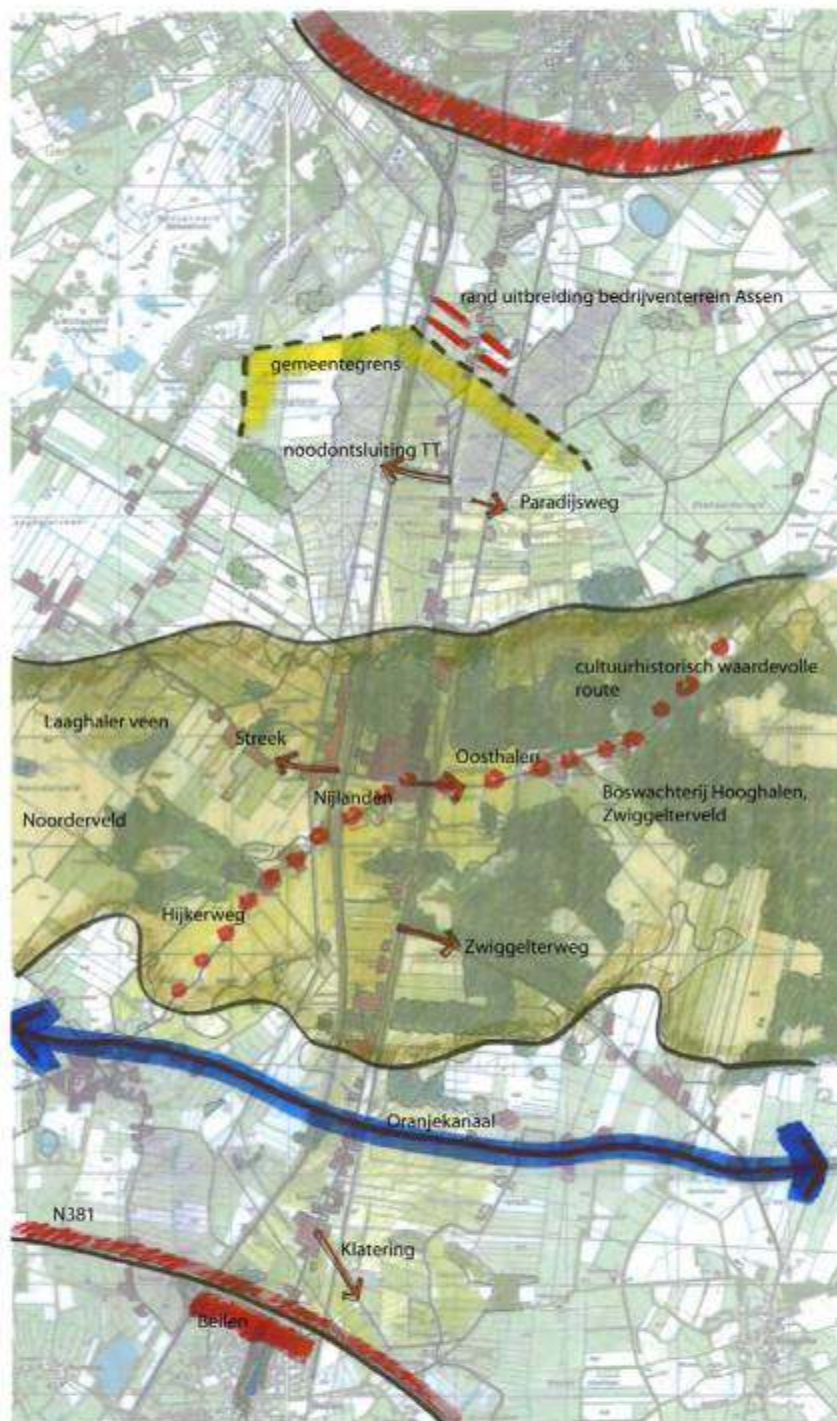 rand uitbreiding bedrijventerrein Assen
gemeentegrens
noodontsluiting TT
Paradijsweg
cultuurhistorisch waardevolle
route
Laaghaler veen
Streek
Oosthalen
Nijlanden
Boswachterij Hooghalen,
Zwiggelterveld
Noorderveld
Hijkerweg
Zwiggelterweg
Oranjekanaal
N381
Klatering
Beilen